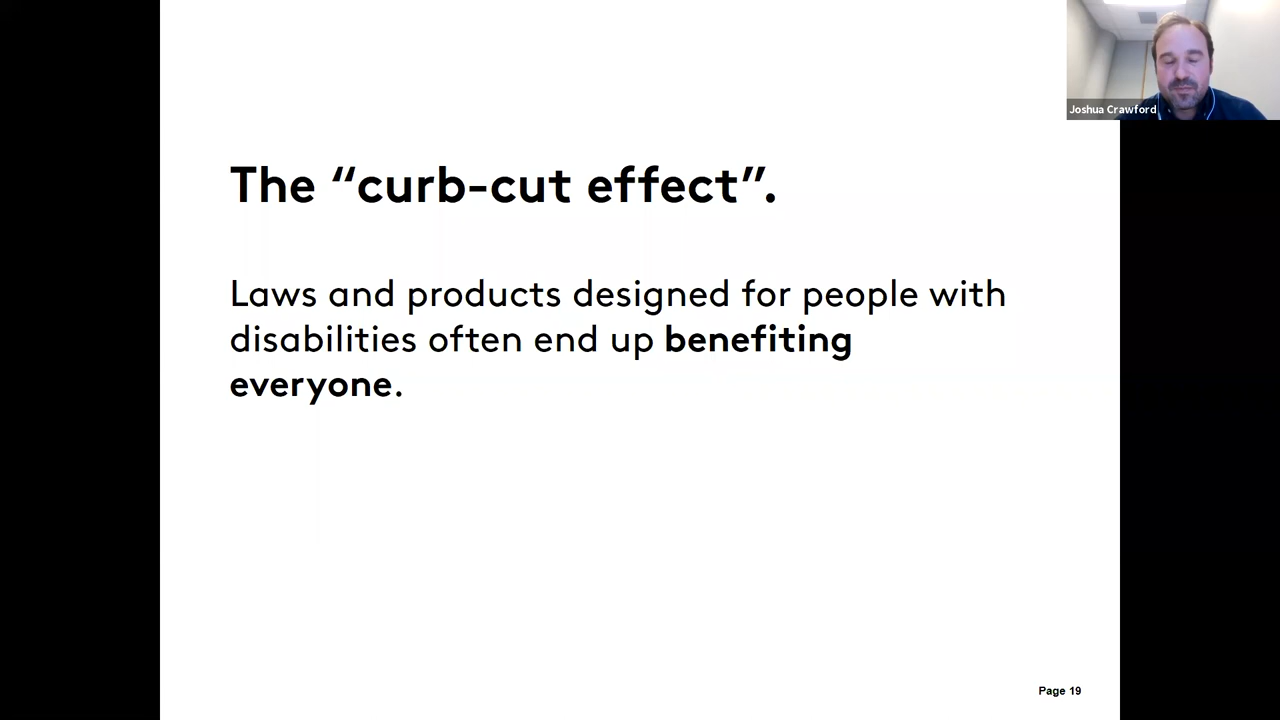 Joshua Crawford
The “curb-cut effect”.
Laws and products designed for people with
disabilities often end up benefiting
everyone.
Page 19